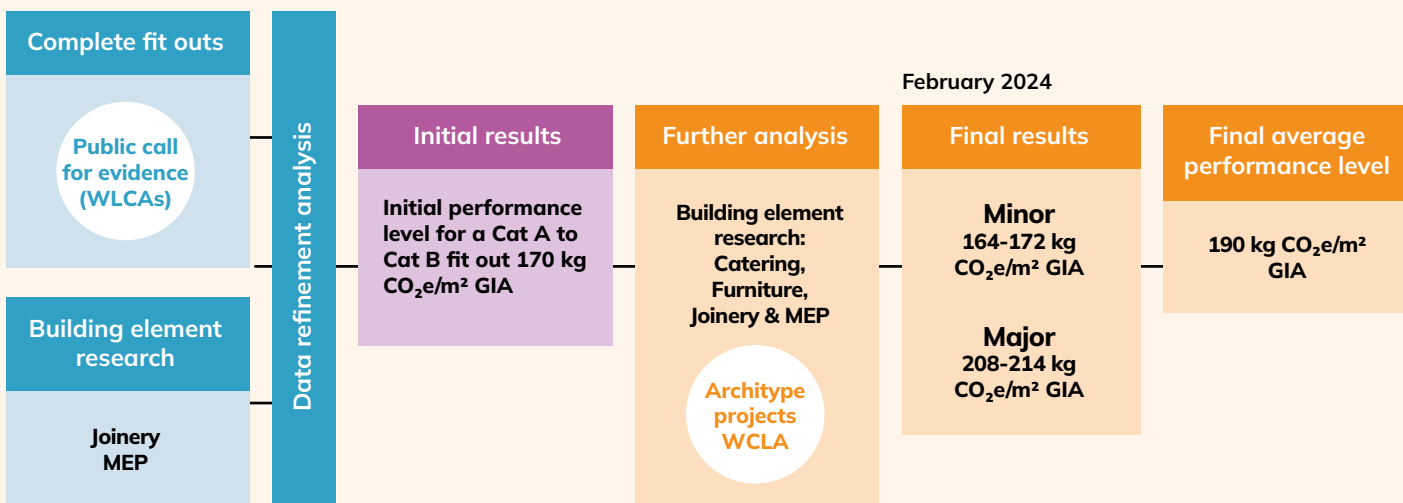 Complete fit outs
Public call
for evidence
(WLCAs)
Building element
research
Joinery
MEP
Data refinement analysis
Initial results
Initial performance
level for a Cat A to
Cat B fit out 170 kg
CO₂e/m² GIA
Further analysis
Building element
research:
Catering,
Furniture,
Joinery & MEP
Architype
projects
WCLA
February 2024
Final results
Minor
164-172 kg
CO₂e/m² GIA
Major
208-214 kg
CO₂e/m² GIA
Final average
performance level
190 kg CO₂e/m²
GIA